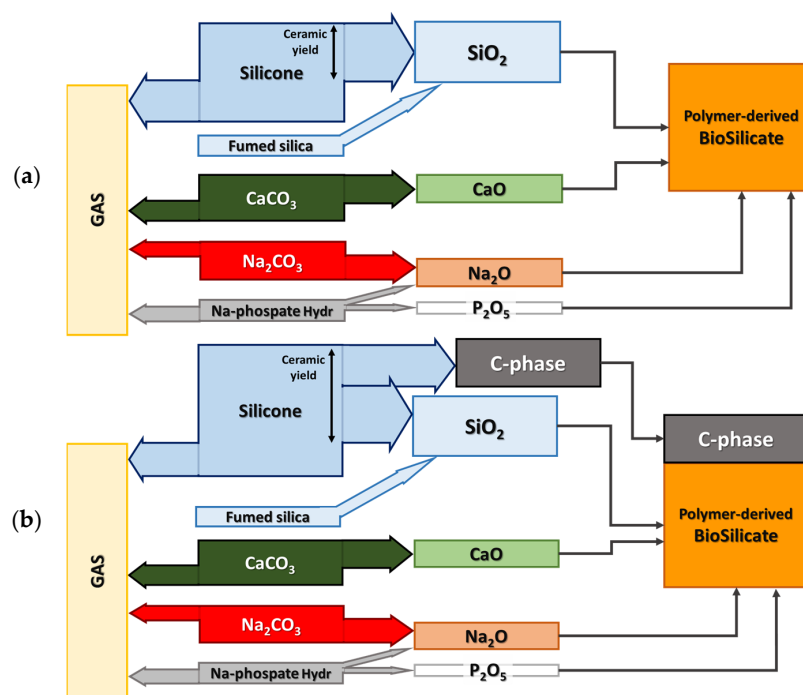 (a)
GAS
Silicone
Ceramic
yield
SiO₂
Fumed silica
CaCO₃
CaO
Na₂CO₃
Na₂O
Na-phospate Hydr
P₂O₅
Polymer-derived
BioSilicate
(b)
GAS
Silicone
Ceramic
yield
C-phase
SiO₂
Fumed silica
CaCO₃
CaO
Na₂CO₃
Na₂O
Na-phospate Hydr
P₂O₅
C-phase
Polymer-derived
BioSilicate